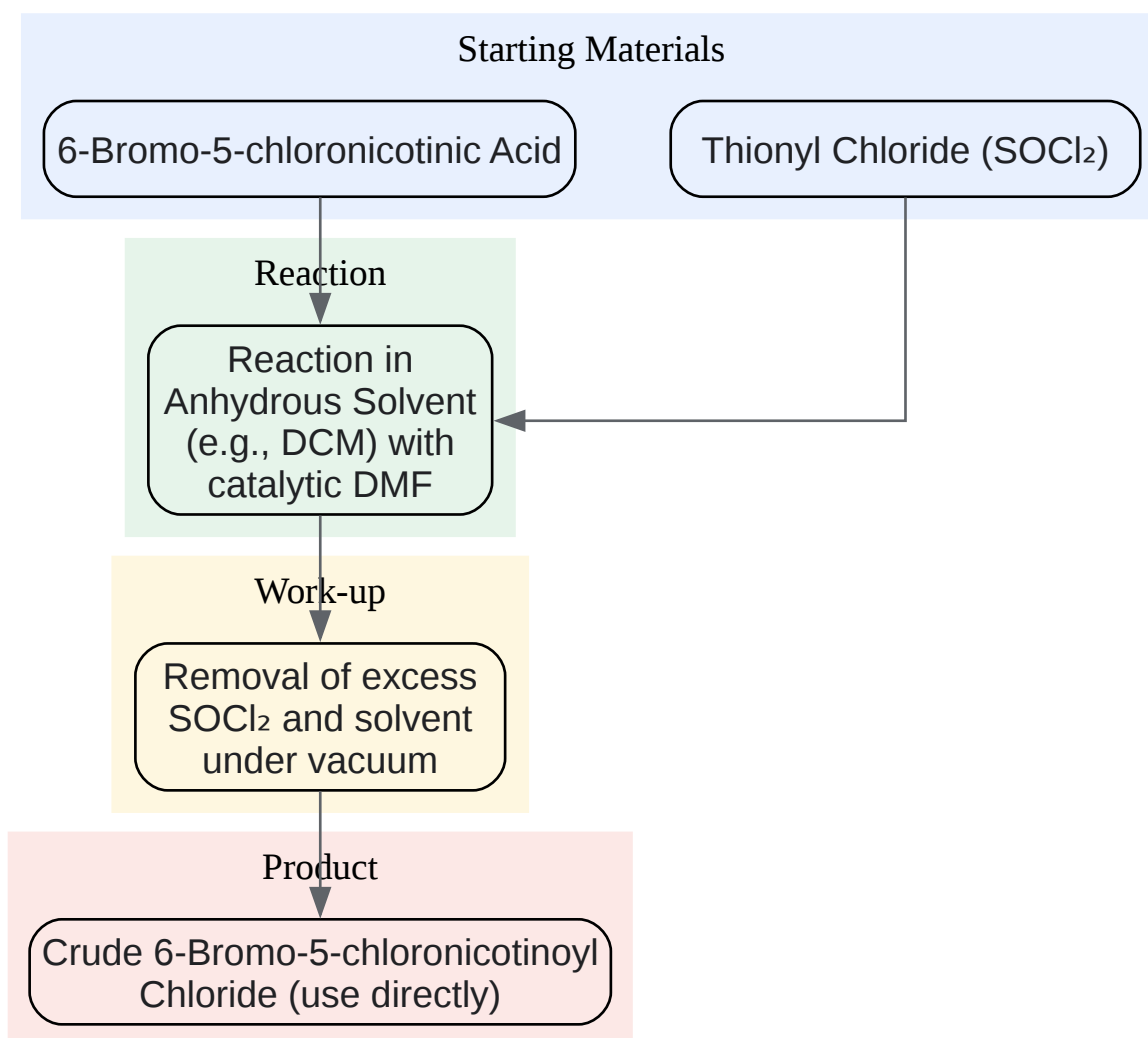 Starting Materials
6-Bromo-5-chloronicotinic Acid
Thionyl Chloride (SOCl₂)
Reaction
Reaction in
Anhydrous Solvent
(e.g., DCM) with
catalytic DMF
Work-up
Removal of excess
SOCl₂ and solvent
under vacuum
Product
Crude 6-Bromo-5-chloronicotinoyl
Chloride (use directly)